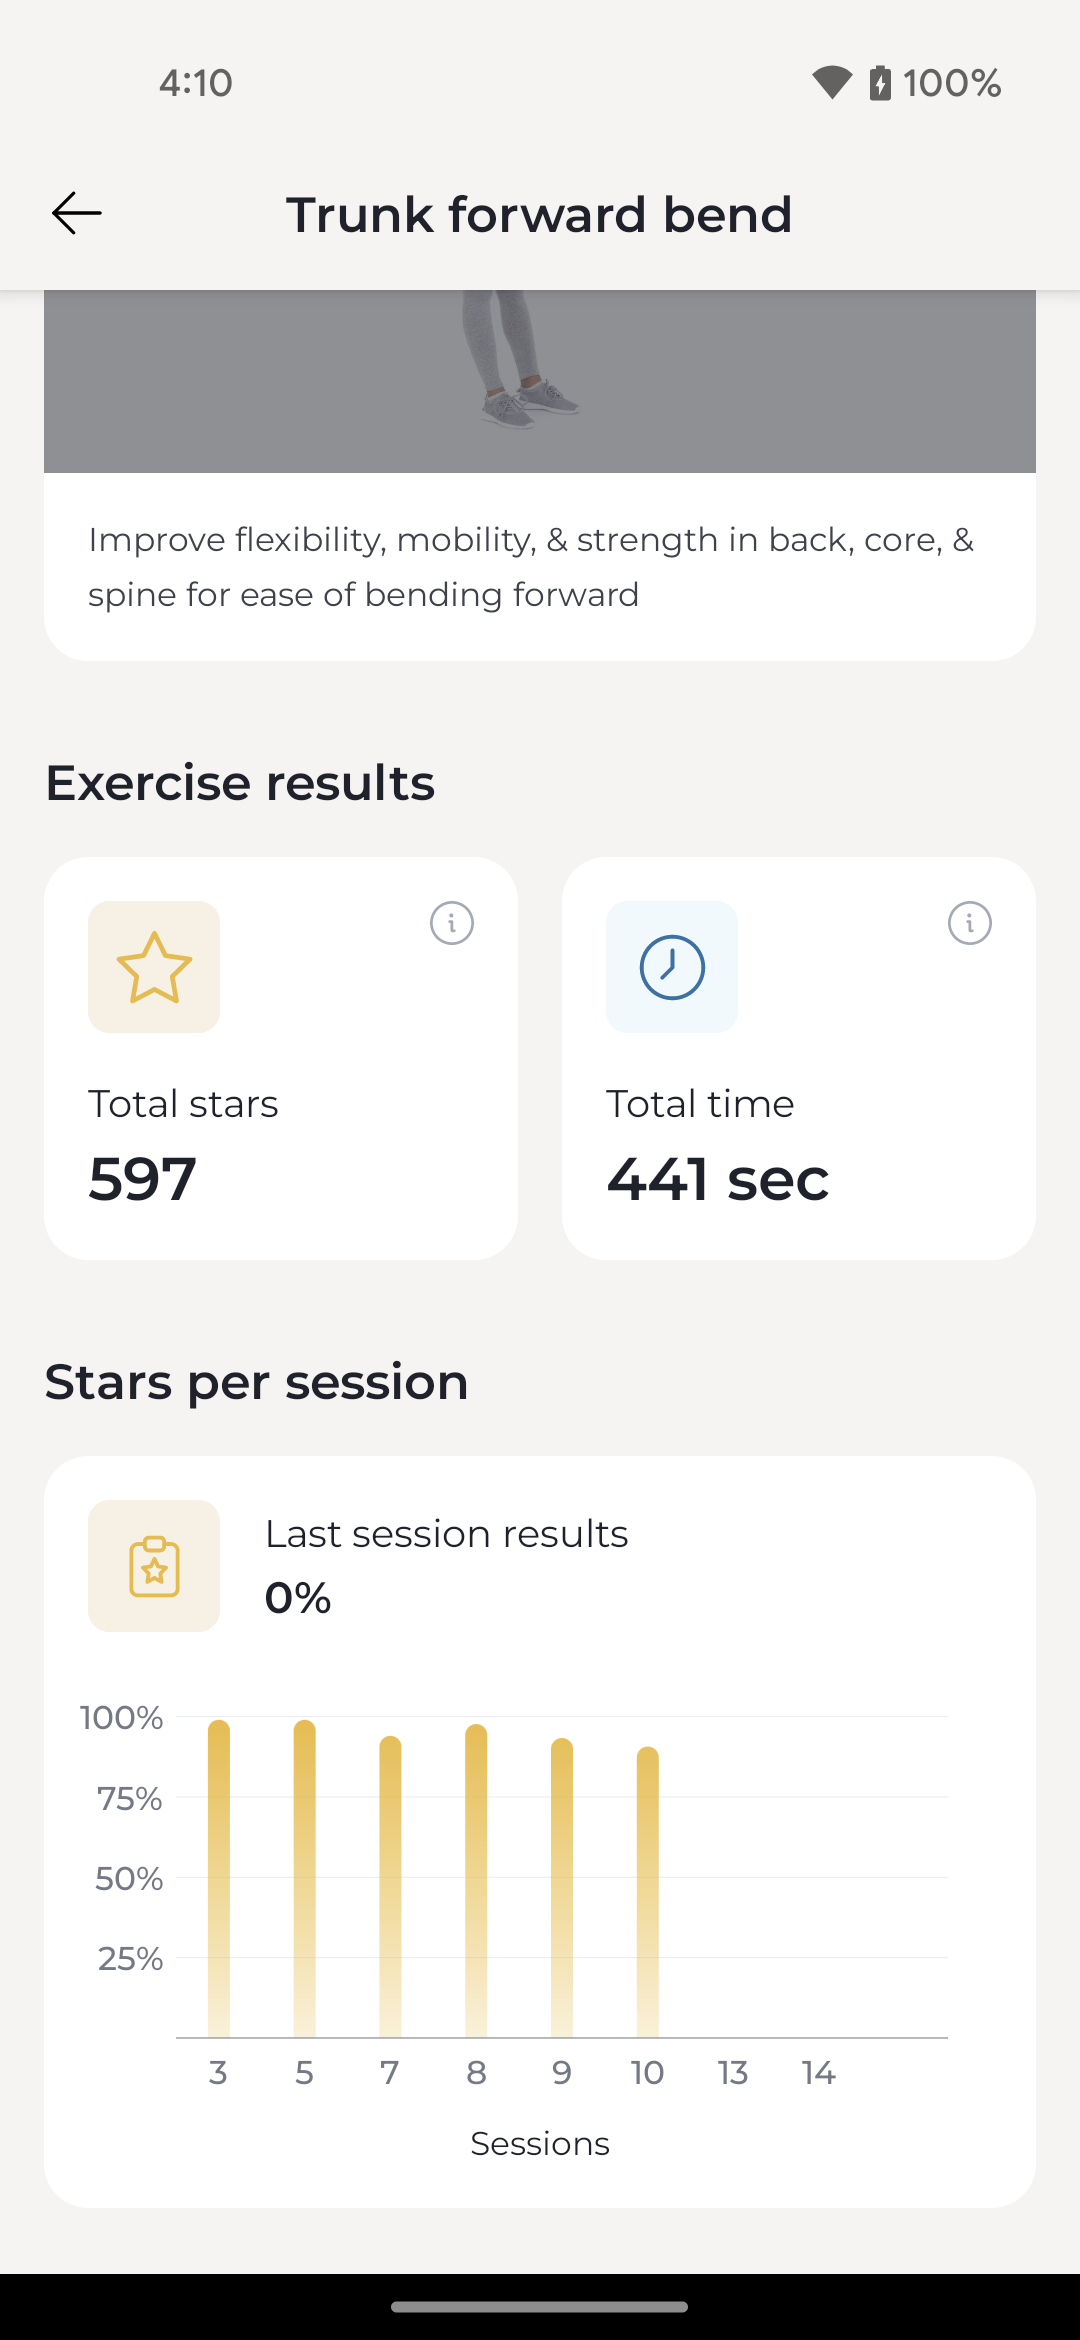 4:10
100%
Trunk forward bend
Improve flexibility, mobility, & strength in back, core, &
spine for ease of bending forward
Exercise results
Total stars
597
Total time
441 sec
Stars per session
Last session results
0%
100%
75%
50%
25%
3 5 7 8 9 10 13 14
Sessions